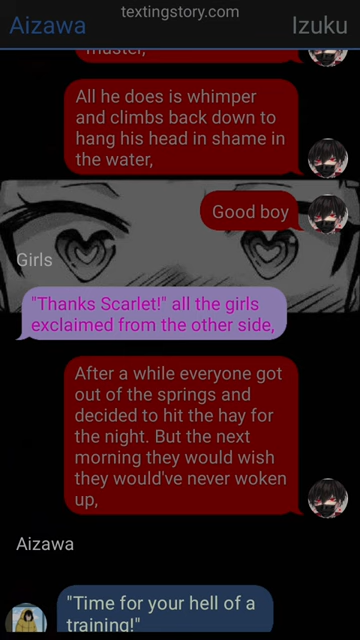 textingstory.com
Aizawa
Izuku
All he does is whimper
and climbs back down to
hang his head in shame in
the water,
Good boy
Girls
"Thanks Scarlet!" all the girls
exclaimed from the other side,
After a while everyone got
out of the springs and
decided to hit the hay for
the night. But the next
morning they would wish
they would've never woken
up,
Aizawa
"Time for your hell of a
training!"